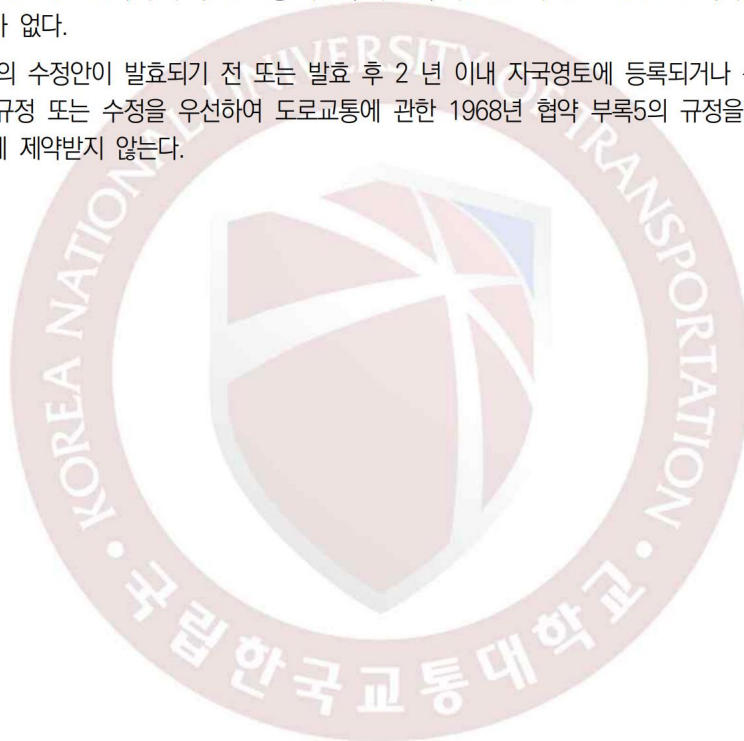 가 없다.
의 수정안이 발효되기 전 또는 발효 후 2 년 이내 자국영토에 등록되거나
규정 또는 수정을 우선하여 도로교통에 관한 1968년 협약 부록5의 규정을
에 제약받지 않는다.
KOREA NATIONAL UNIVERSITY OF TRANSPORTATION
국립한국교통대학교